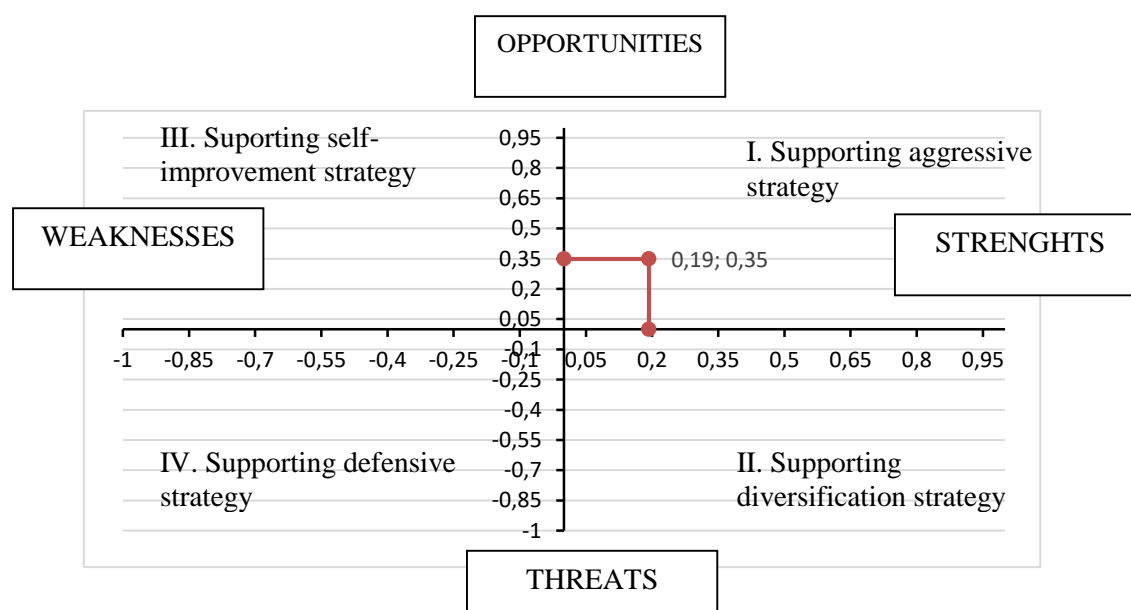 OPPORTUNITIES
III. Suporting self-
improvement strategy
I. Supporting aggressive
strategy
WEAKNESSES
STRENGHTS
0,95
0,8
0,65
0,5
0,35
0,2
0,05
-0,1
-0,25
-0,4
-0,55
-0,7
-0,85
-1
0,19; 0,35
-1 -0,85 -0,7 -0,55 -0,4 -0,25 -0,1 0,05 0,2 0,35 0,5 0,65 0,8 0,95
IV. Supporting defensive
strategy
II. Supporting
diversification strategy
THREATS